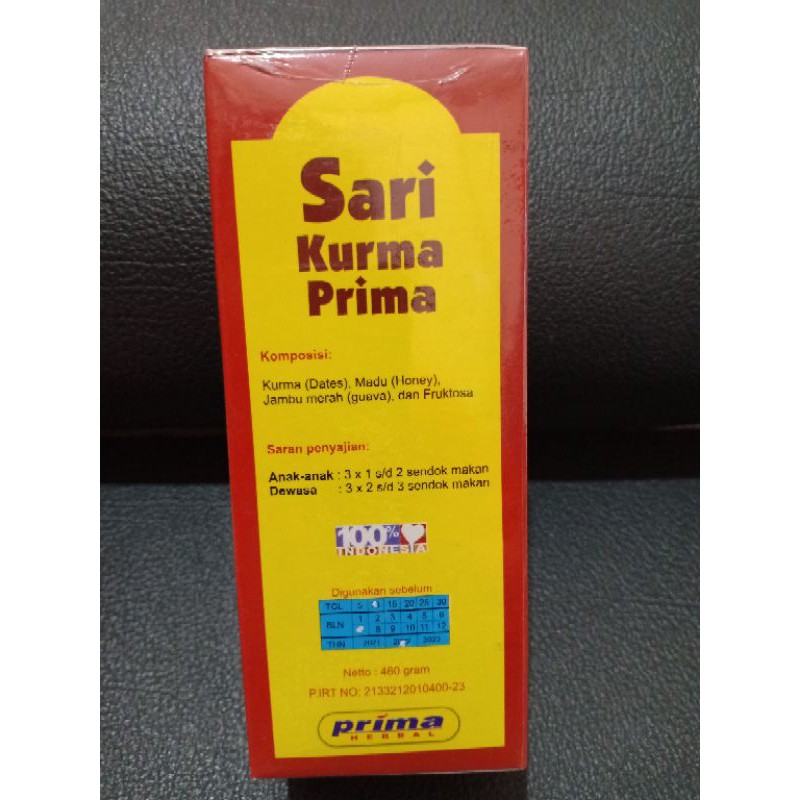 Sari
Kurma
Prima
Komposisi:
Kurma (Dates), Madu (Honey),
Jambu merah (guava), dan Fruktosa
Saran penyajian:
Anak-anak : 3 x 1 s/d 2 sendok makan
Dewasa : 3 x 2 s/d 3 sendok makan
100%
INDONESIA
Digunakan sebelum
TGL 5 15 20 25 30
BLN 1 2 3 4 5 6
8 9 10 11 12
THN 2021 2023
Netto : 460 gram
P.IRT NO: 2133212010400-23
prima
HERBAL